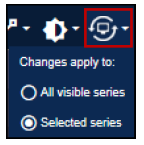 Changes apply to:
All visible series
Selected series